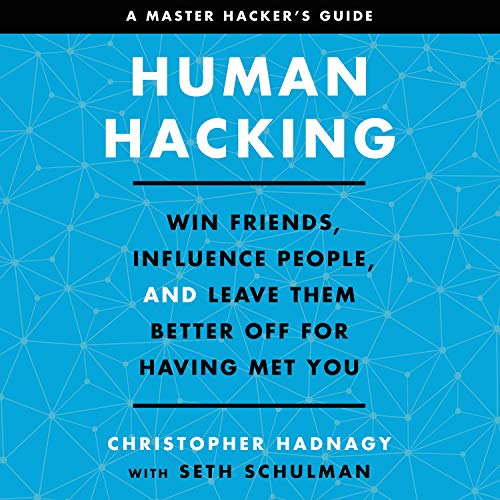 A MASTER HACKER'S GUIDE
HUMAN
HACKING
WIN FRIENDS,
INFLUENCE PEOPLE,
AND LEAVE THEM
BETTER OFF FOR
HAVING MET YOU
CHRISTOPHER HADNAGY
WITH SETH SCHULMAN